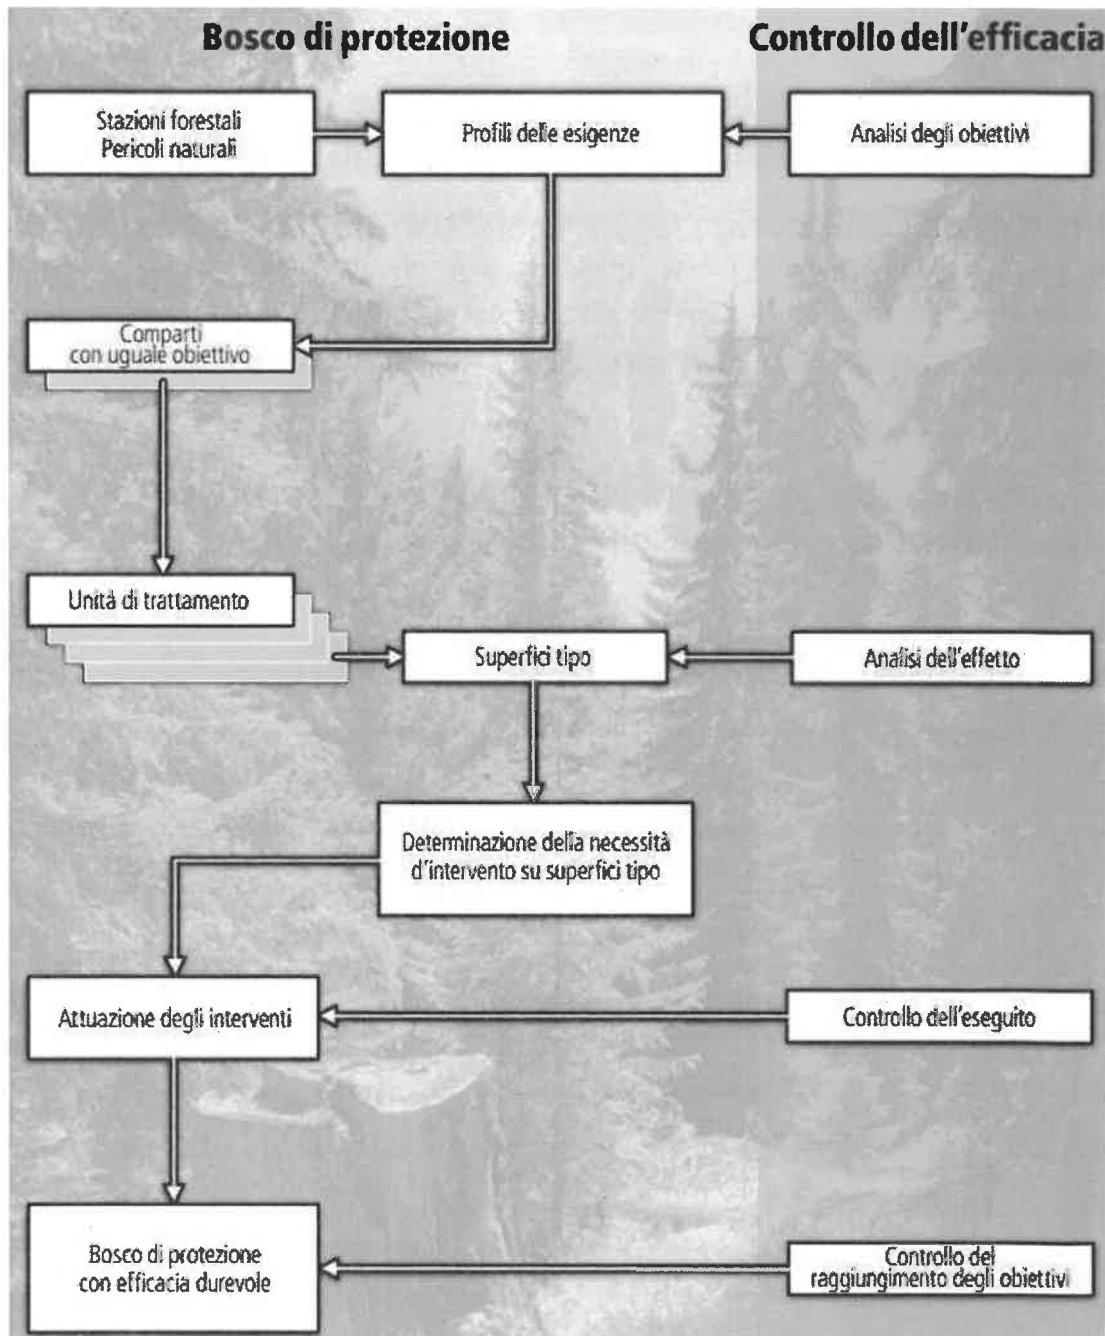 Bosco di protezione
Controllo dell'efficacia
Stazioni forestali
Pericoli naturali
Profili delle esigenze
Analisi degli obiettivi
Comparti
con uguale obiettivo
Unità di trattamento
Superfici tipo
Analisi dell'effetto
Determinazione della necessità
d'intervento su superfici tipo
Attuazione degli interventi
Controllo dell'eseguito
Bosco di protezione
con efficacia durevole
Controllo del
raggiungimento degli obiettivi